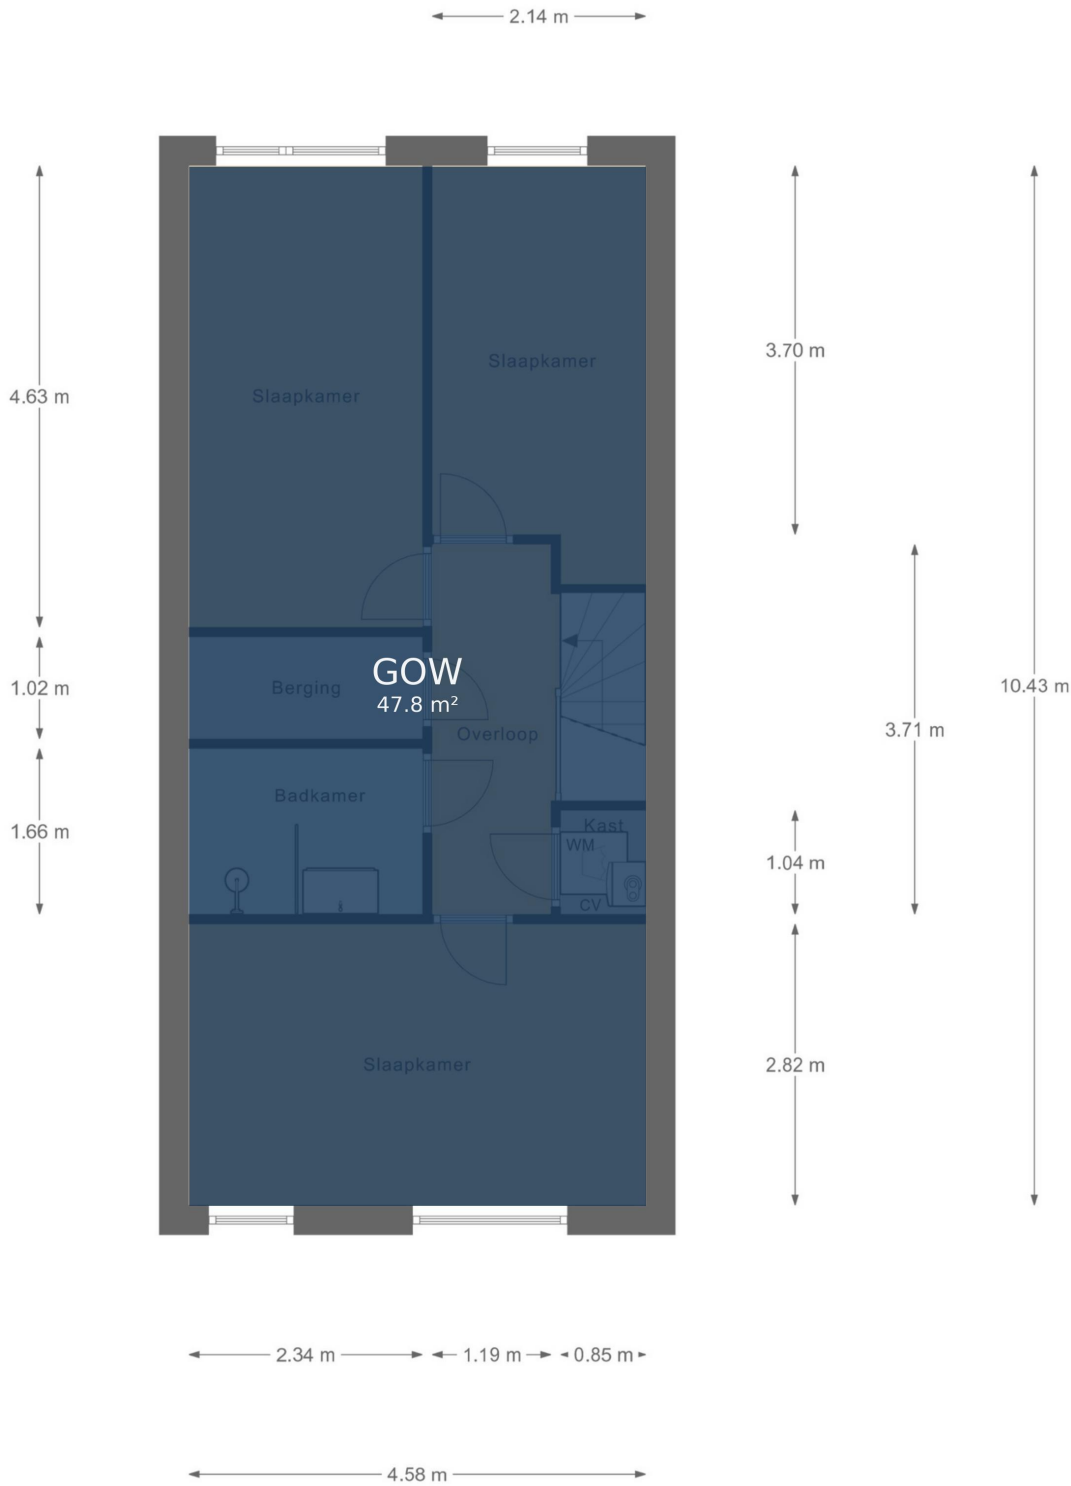 2.14 m
3.70 m
Slaapkamer
4.63 m
Slaapkamer
GOW
47.8 m²
1.02 m
Berging
10.43 m
Overloop
3.71 m
Badkamer
1.66 m
Kast
WM
1.04 m
CV
Slaapkamer
2.82 m
2.34 m
1.19 m
0.85 m
4.58 m